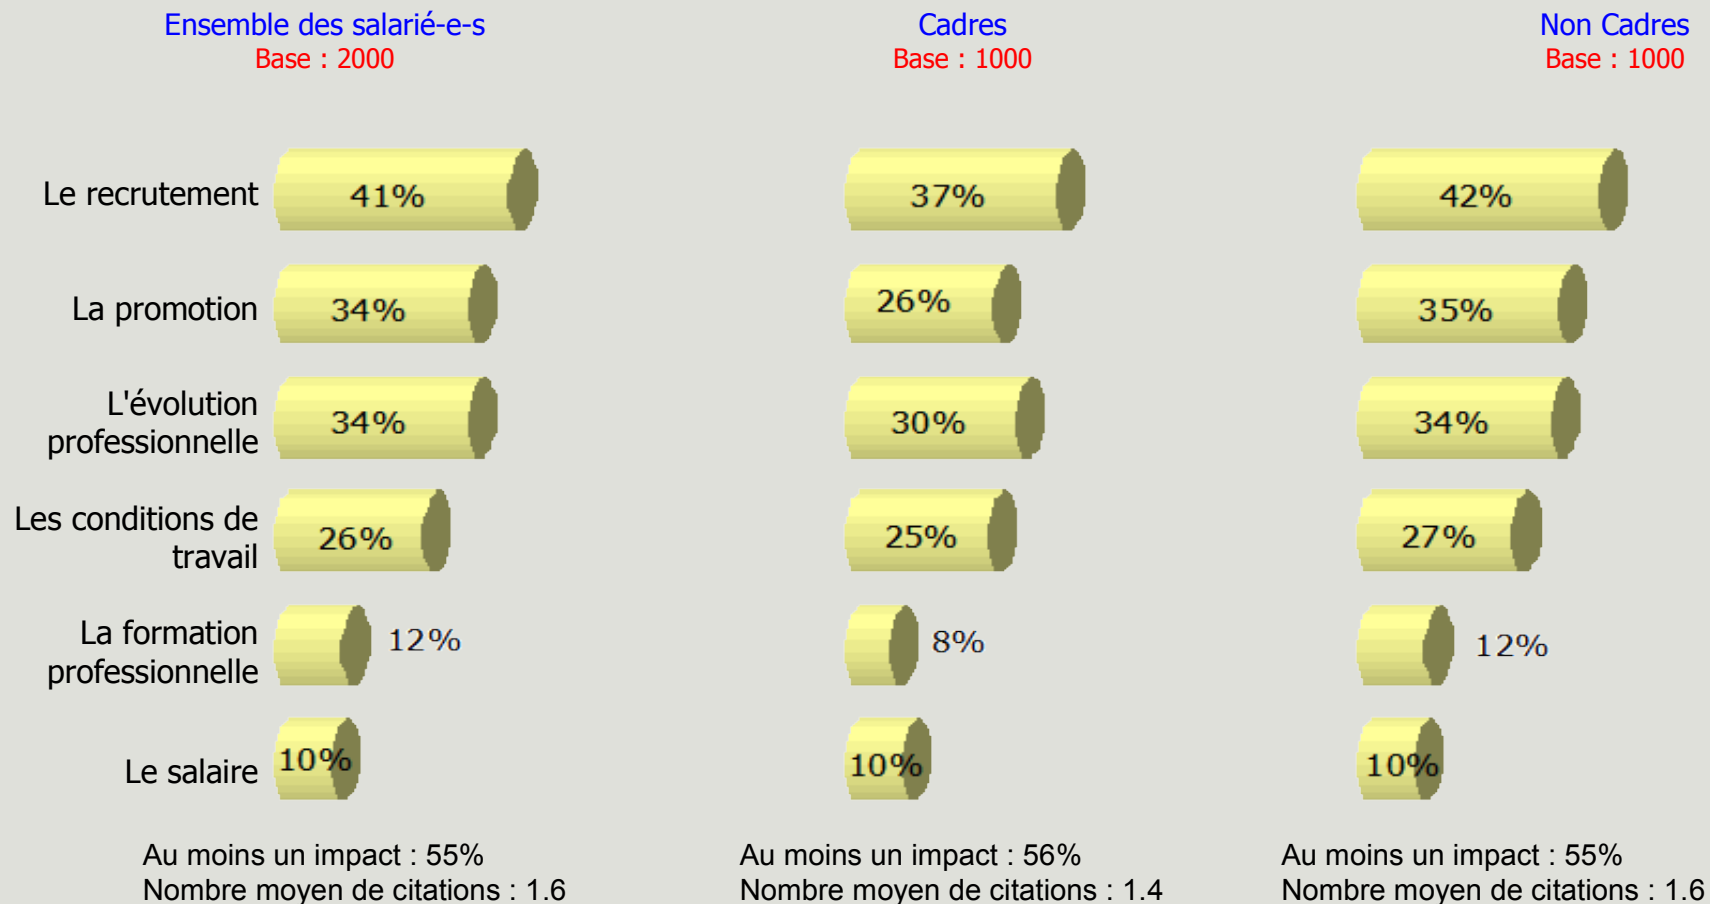 Ensemble des salarié-e-s
Base : 2000
Cadres
Base : 1000
Non Cadres
Base : 1000
Le recrutement
41%
37%
42%
La promotion
34%
26%
35%
L'évolution
professionnelle
34%
30%
34%
Les conditions de
travail
26%
25%
27%
La formation
professionnelle
12%
8%
12%
Le salaire
10%
10%
10%
Au moins un impact : 55%
Nombre moyen de citations : 1.6
Au moins un impact : 56%
Nombre moyen de citations : 1.4
Au moins un impact : 55%
Nombre moyen de citations : 1.6